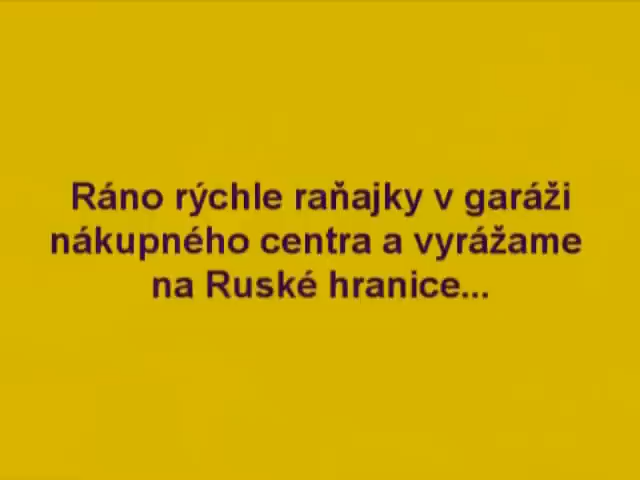 Ráno rýchle raňajky v garáži
nákupného centra a vyrážame
na Ruské hranice...